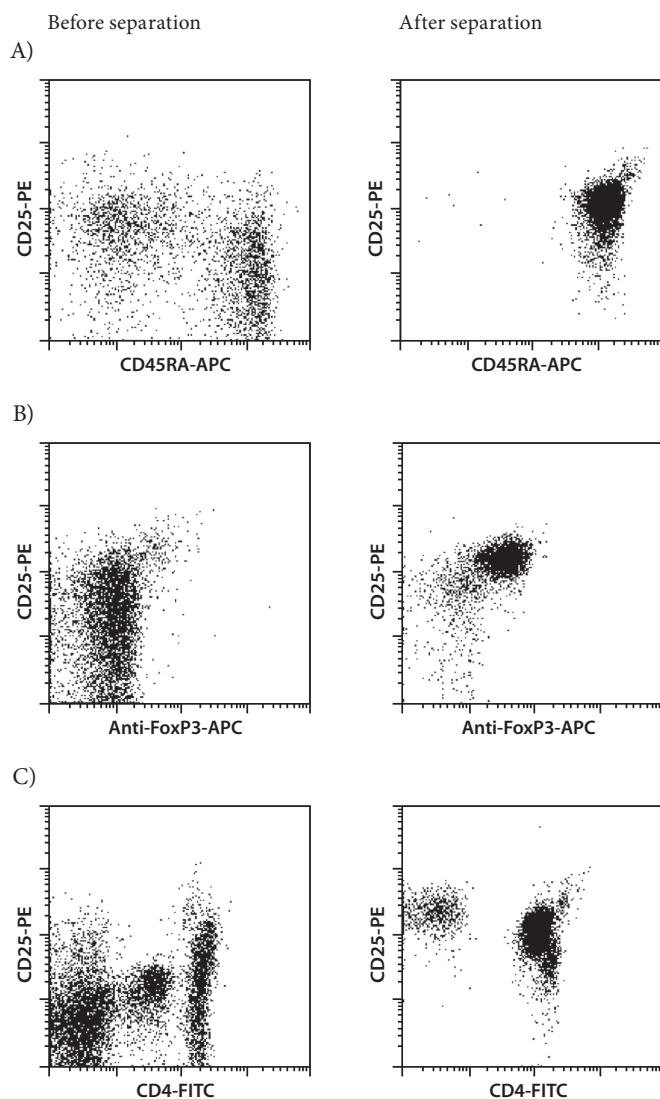 Before separation
After separation
A)
CD25-PE
CD25-PE
CD45RA-APC
CD45RA-APC
B)
CD25-PE
CD25-PE
Anti-FoxP3-APC
Anti-FoxP3-APC
C)
CD25-PE
CD25-PE
CD4-FITC
CD4-FITC